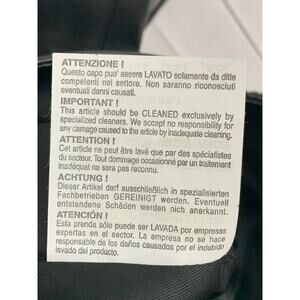 ATTENZIONE !
Questo capo puo' essere LAVATO solamente da ditte
competenti nel settore. Non saranno riconosciuti
eventuali danni causati.
IMPORTANT !
This article should be CLEANED exclusively by
specialized cleaners. We accept no responsibility for
any damage caused to the article by inadequate cleaning.
ATTENTION !
Cet article ne peut être lavé que par des spécialistes
du secteur. Tout dommage occasionné par un traitement
inadéquat ne sera pas reconnu.
ACHTUNG !
Dieser Artikel darf ausschließlich in spezialisierten
Fachbetrieben GEREINIGT werden. Eventuell
entstandene Schäden werden nich anerkannt.
ATENCIÓN !
Esta prenda sólo puede ser LAVADA por empresas
expertas en el sector. La empresa no se hace
responsable de los daños causados por el indebido
lavado del producto.